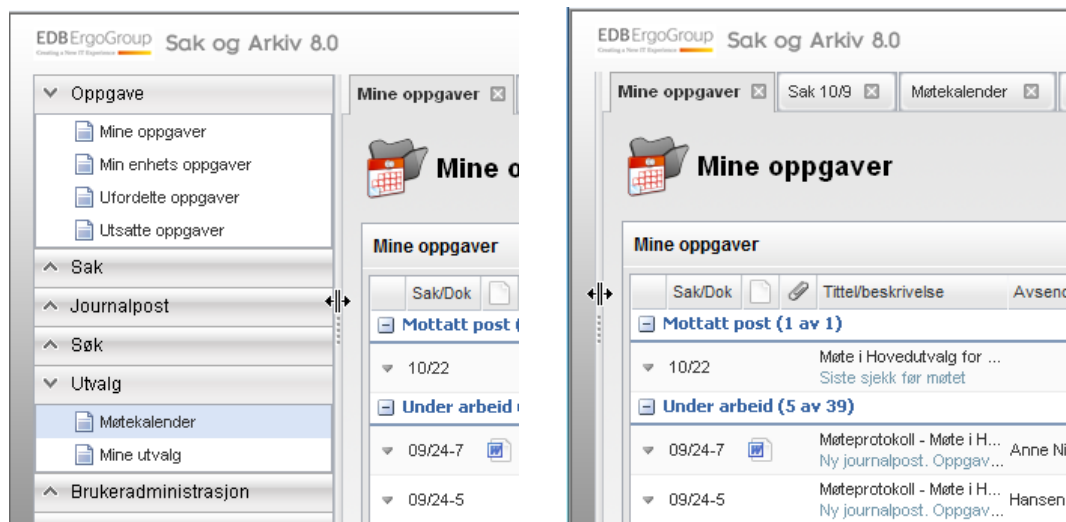 EDB ErgoGroup Sak og Arkiv 8.0
Creating a New IT Experience
Oppgave
Mine oppgaver
Min enhets oppgaver
Ufordelte oppgaver
Utsatte oppgaver
Sak
Journalpost
Søk
Utvalg
Møtekalender
Mine utvalg
Brukeradministrasjon
Mine oppgaver
Mine o
Mine oppgaver
Sak/Dok
Mottatt post (
10/22
Under arbeid
09/24-7
09/24-5
EDB ErgoGroup Sak og Arkiv 8.0
Creating a New IT Experience
Mine oppgaver Sak 10/9 Møtekalender
Mine oppgaver
Mine oppgaver
Sak/Dok Tittel/beskrivelse Avsend
Mottatt post (1 av 1)
10/22 Møte i Hovedutvalg for ...
Siste sjekk før møtet
Under arbeid (5 av 39)
09/24-7 Møteprotokoll - Møte i H... Anne Ni
Ny journalpost. Oppgav...
09/24-5 Møteprotokoll - Møte i H... Hansen
Ny journalpost. Oppgav...